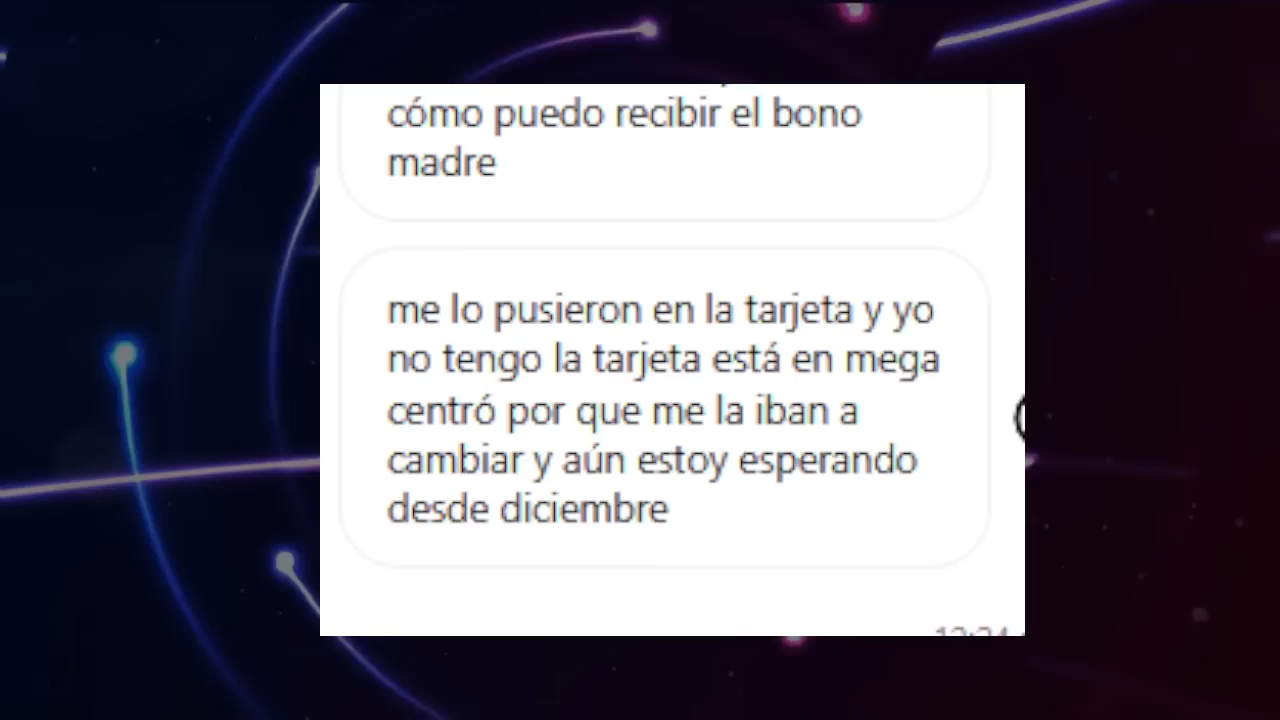 cómo puedo recibir el bono
madre
me lo pusieron en la tarjeta y yo
no tengo la tarjeta está en mega
centró por que me la iban a
cambiar y aún estoy esperando
desde diciembre